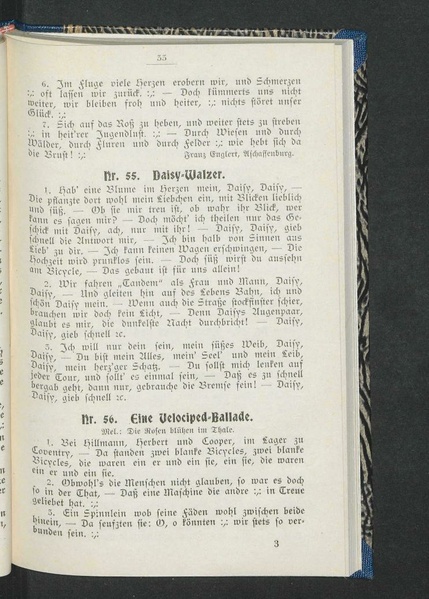 55
6. Im Fluge viele Herzen erobern wir, und Schmerzen
:,: oft lassen wir zurück. :,: — Doch kümmerts uns nicht
weiter, wir bleiben froh und heiter, :,: nichts störet unser
Glück. :,:
7. Sich auf das Roß zu heben, und weiter stets zu streben
:,: in heit'rer Jugendlust. :,: — Durch Wiesen und durch
Wälder, durch Fluren und durch Felder :,: wie hebt sich da
die Brust! :,: Franz Englert, Aschaffenburg.
Nr. 55. Daisy-Walzer.
1. Hab' eine Blume im Herzen mein, Daisy, Daisy, —
Die pflanzte dort wohl mein Liebchen ein, mit Blicken lieblich
und süß, — Ob sie mir treu ist, ob wahr ihr Blick, wer
kann es sagen mir? — Doch möcht' ich theilen nur das Ge-
schick mit Daisy, ach, nur mit ihr! — Daisy, Daisy, gieb
schnell die Antwort mir, — Ich bin halb von Sinnen aus
Lieb' zu dir. — Ich kann keinen Wagen erschwingen, — Die
Hochzeit wird prunklos sein. — Doch süß wirst du aussehn
am Bicycle, — Das gebaut ist für uns allein!
2. Wir fahren „Tandem“ als Frau und Mann, Daisy,
Daisy, — Und gleiten hin auf des Lebens Bahn, ich und
schön Daisy mein. — Wenn auch die Straße stockfinster schier,
brauchen wir doch kein Licht, — Denn Daisys Augenpaar,
glaubt es mir, die dunkelste Nacht durchbricht! — Daisy,
Daisy, gieb schnell ꝛc.
3. Ich will nur dein sein, mein süßes Weib, Daisy,
Daisy, — Du bist mein Alles, mein' Seel' und mein Leib,
Daisy, mein herz'ger Schatz. — Du sollst mich lenken auf
jeder Tour, und sollt' es einmal sein, — Daß es zu schnell
bergab geht, dann nur, gebrauche die Bremse fein! — Daisy,
Daisy, gieb schnell ꝛc.
Nr. 56. Eine Velociped-Ballade.
Mel.: Die Rosen blühen im Thale.
1. Bei Hillmann, Herbert und Cooper, im Lager zu
Coventry, — Da standen zwei blanke Bicycles, zwei blanke
Bicycles, die waren ein er und ein sie, ein sie, die waren
ein er und ein sie.
2. Obwohl's die Menschen nicht glauben, so war es doch
so in der That, — Daß eine Maschine die andre :,: in Treue
geliebet hat. :,:
3. Ein Spinnlein wob seine Fäden wohl zwischen beide
hinein, — Da seufzten sie: O, o könnten :,: wir stets so ver-
bunden sein. :,:
3